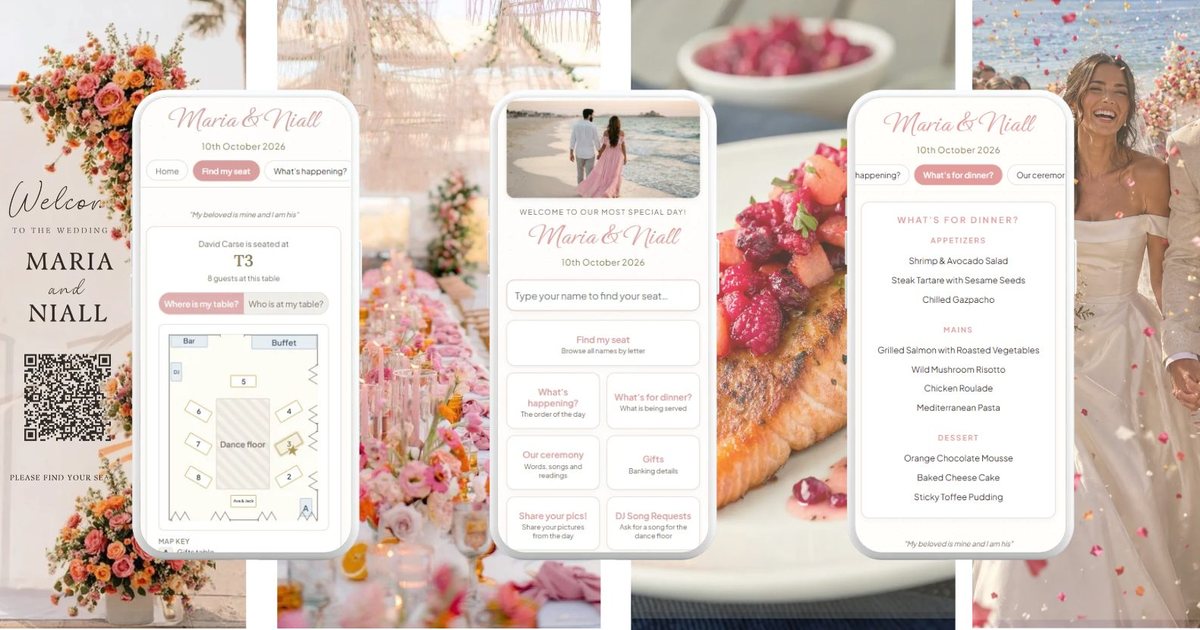 Welcom
TO THE WEDDING
MARIA
and
NIALL
PLEASE FIND YOUR SEA
Maria & Niall
10th October 2026
Home
Find my seat
What's happening?
"My beloved is mine and I am his"
David Carse is seated at
T3
8 guests at this table
Where is my table?
Who is at my table?
Bar
Buffet
DJ
5
6
4
7
Dance floor
3
8
2
A
MAP KEY
A Gifts table
WELCOME TO OUR MOST SPECIAL DAY!
Maria & Niall
10th October 2026
Type your name to find your seat...
Find my seat
Browse all names by letter
What's
happening?
The order of the day
What's for dinner?
What is being served
Our ceremony
Words, songs and
readings
Gifts
Banking details
Share your pics!
Share your pictures
from the day
DJ Song Requests
Ask for a song for the
dance floor
Maria & Niall
10th October 2026
happening?
What's for dinner?
Our ceremor
WHAT'S FOR DINNER?
APPETIZERS
Shrimp & Avocado Salad
Steak Tartare with Sesame Seeds
Chilled Gazpacho
MAINS
Grilled Salmon with Roasted Vegetables
Wild Mushroom Risotto
Chicken Roulade
Mediterranean Pasta
DESSERT
Orange Chocolate Mousse
Baked Cheese Cake
Sticky Toffee Pudding
"My beloved is mine and I am his"